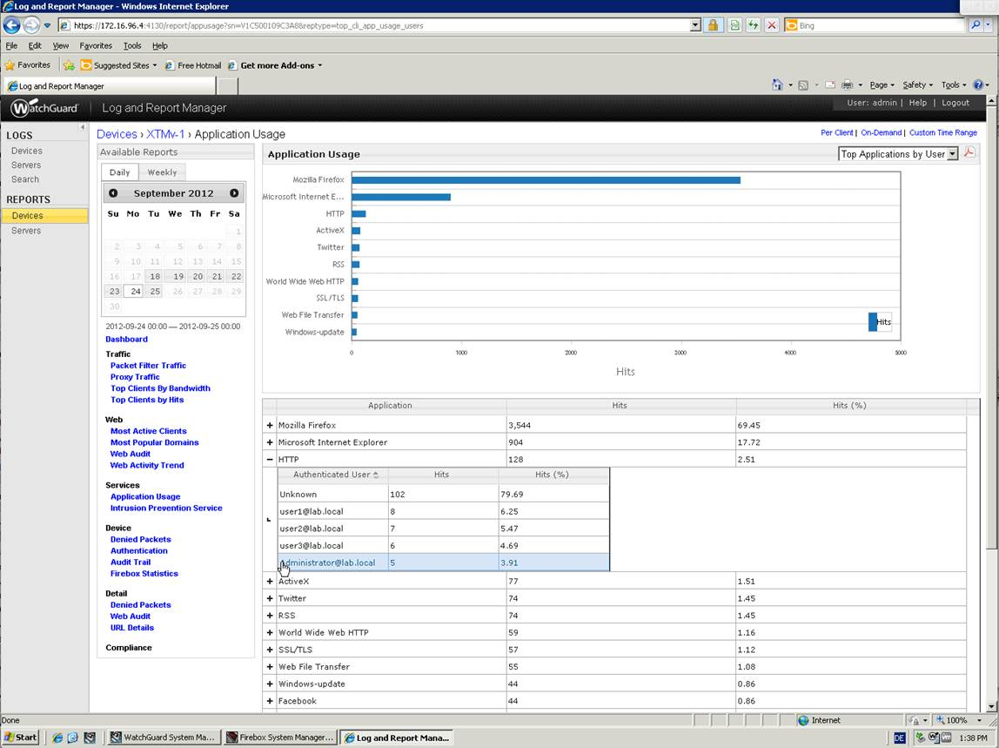 Log and Report Manager - Windows Internet Explorer
https://172.16.96.4:4130/report/appusage?sn=V1C500109C3A8&reptype=top_cli_app_usage_users
Bing
File Edit View Favorites Tools Help
Favorites Suggested Sites Free Hotmail Get more Add-ons
Log and Report Manager
Page Safety Tools
WatchGuard Log and Report Manager
User: admin | Help | Logout
LOGS
Devices
Servers
Search
REPORTS
Devices
Servers
Devices › XTMv-1 › Application Usage
Per Client | On-Demand | Custom Time Range
Available Reports
Daily Weekly
September 2012
Su Mo Tu We Th Fr Sa
1
2 3 4 5 6 7 8
9 10 11 12 13 14 15
16 17 18 19 20 21 22
23 24 25 26 27 28 29
30
2012-09-24 00:00 — 2012-09-25 00:00
Dashboard
Traffic
Packet Filter Traffic
Proxy Traffic
Top Clients By Bandwidth
Top Clients by Hits
Web
Most Active Clients
Most Popular Domains
Web Audit
Web Activity Trend
Services
Application Usage
Intrusion Prevention Service
Device
Denied Packets
Authentication
Audit Trail
Firebox Statistics
Detail
Denied Packets
Web Audit
URL Details
Compliance
Application Usage
Top Applications by User
Mozilla Firefox
Microsoft Internet E...
HTTP
ActiveX
Twitter
RSS
World Wide Web HTTP
SSL/TLS
Web File Transfer
Windows-update
Hits
0 1000 2000 3000 4000 5000
Hits
Application Hits Hits (%)
+ Mozilla Firefox 3,544 69.45
+ Microsoft Internet Explorer 904 17.72
− HTTP 128 2.51
Authenticated User Hits Hits (%)
Unknown 102 79.69
user1@lab.local 8 6.25
user2@lab.local 7 5.47
user3@lab.local 6 4.69
Administrator@lab.local 5 3.91
+ ActiveX 77 1.51
+ Twitter 74 1.45
+ RSS 74 1.45
+ World Wide Web HTTP 59 1.16
+ SSL/TLS 57 1.12
+ Web File Transfer 55 1.08
+ Windows-update 44 0.86
+ Facebook 44 0.86
Done
Internet
100%
Start
WatchGuard System Ma...
Firebox System Manager...
Log and Report Mana...
DE
1:38 PM